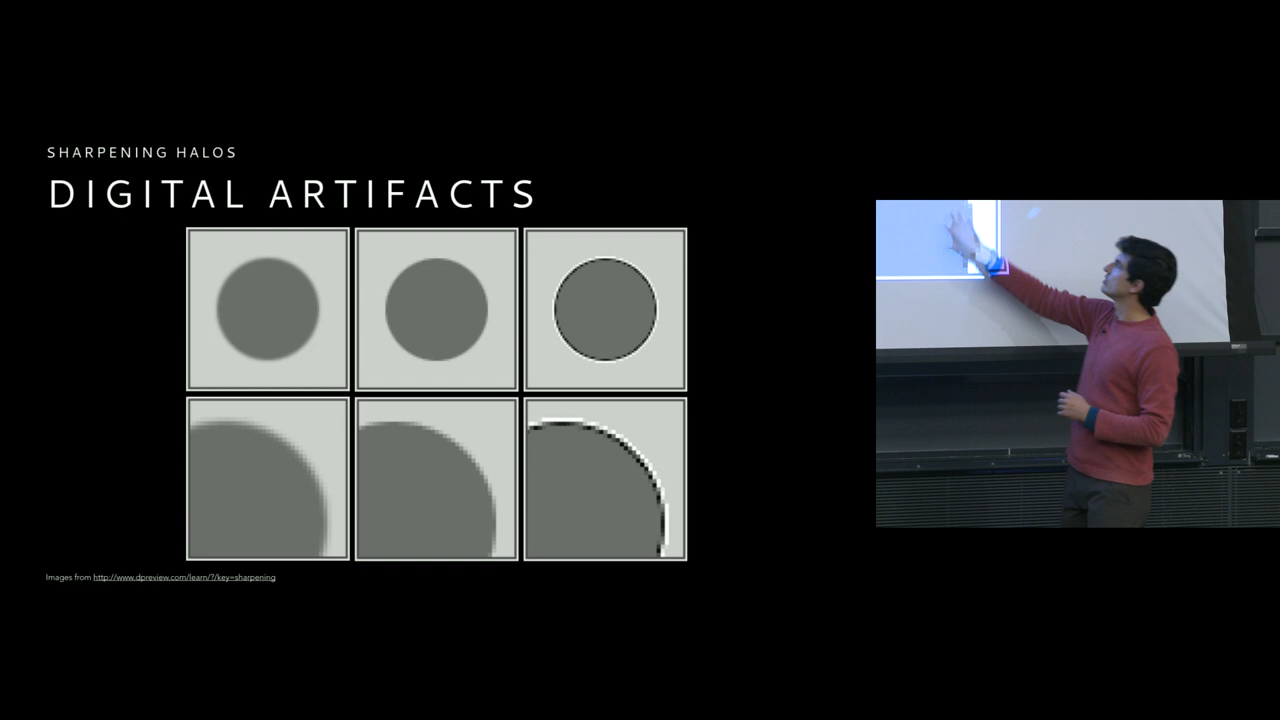 SHARPENING HALOS
DIGITAL ARTIFACTS
Images from http://www.dpreview.com/learn/?/key=sharpening